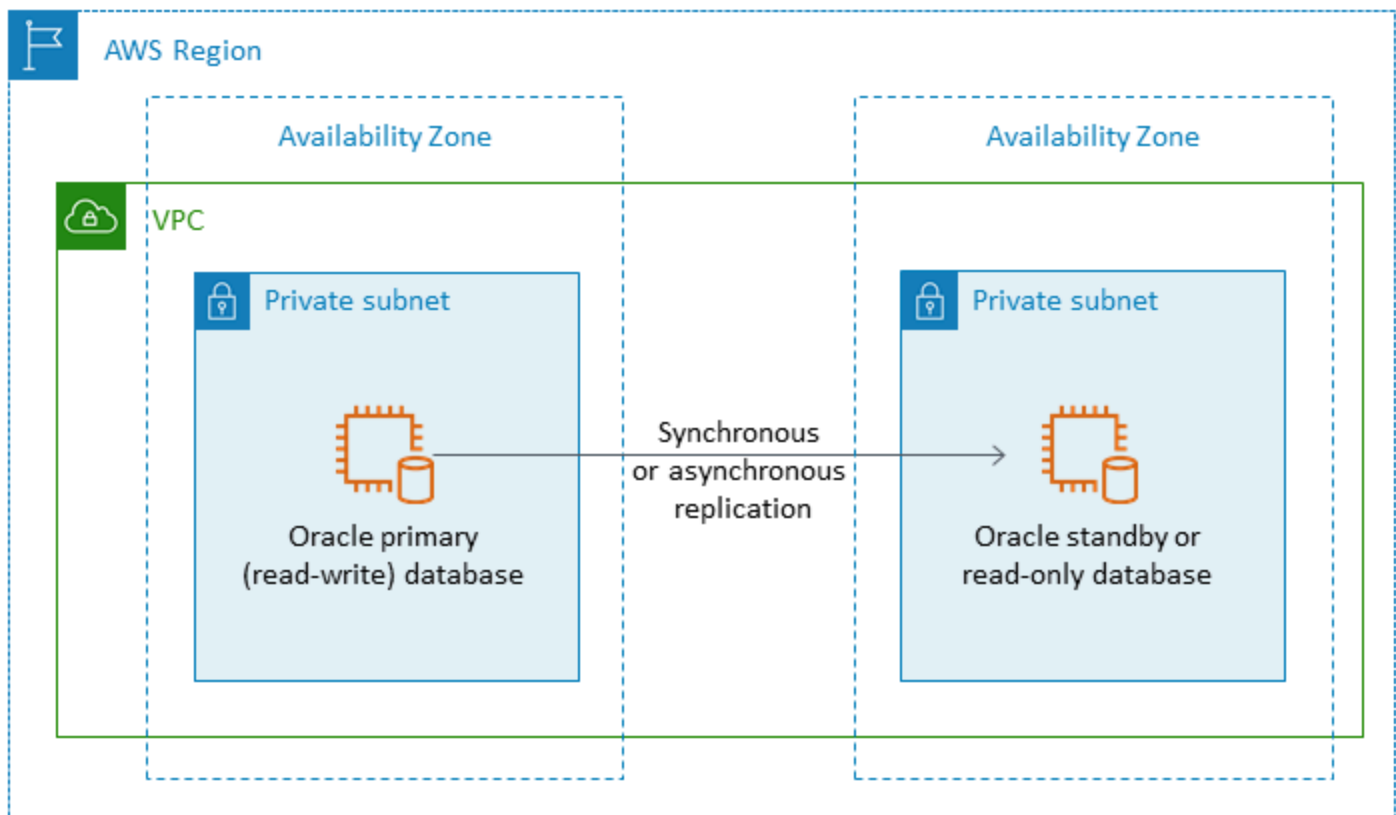 AWS Region
Availability Zone
Availability Zone
VPC
Private subnet
Private subnet
Synchronous
or asynchronous
replication
Oracle primary
(read-write) database
Oracle standby or
read-only database